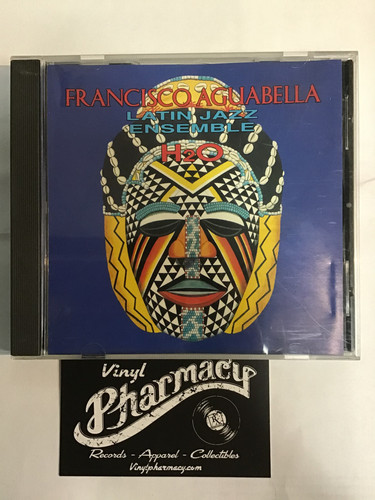 FRANCISCO AGUABELLA
LATIN JAZZ
ENSEMBLE
H2O
Vinyl
Pharmacy
Records - Apparel - Collectibles
Vinylpharmacy.com